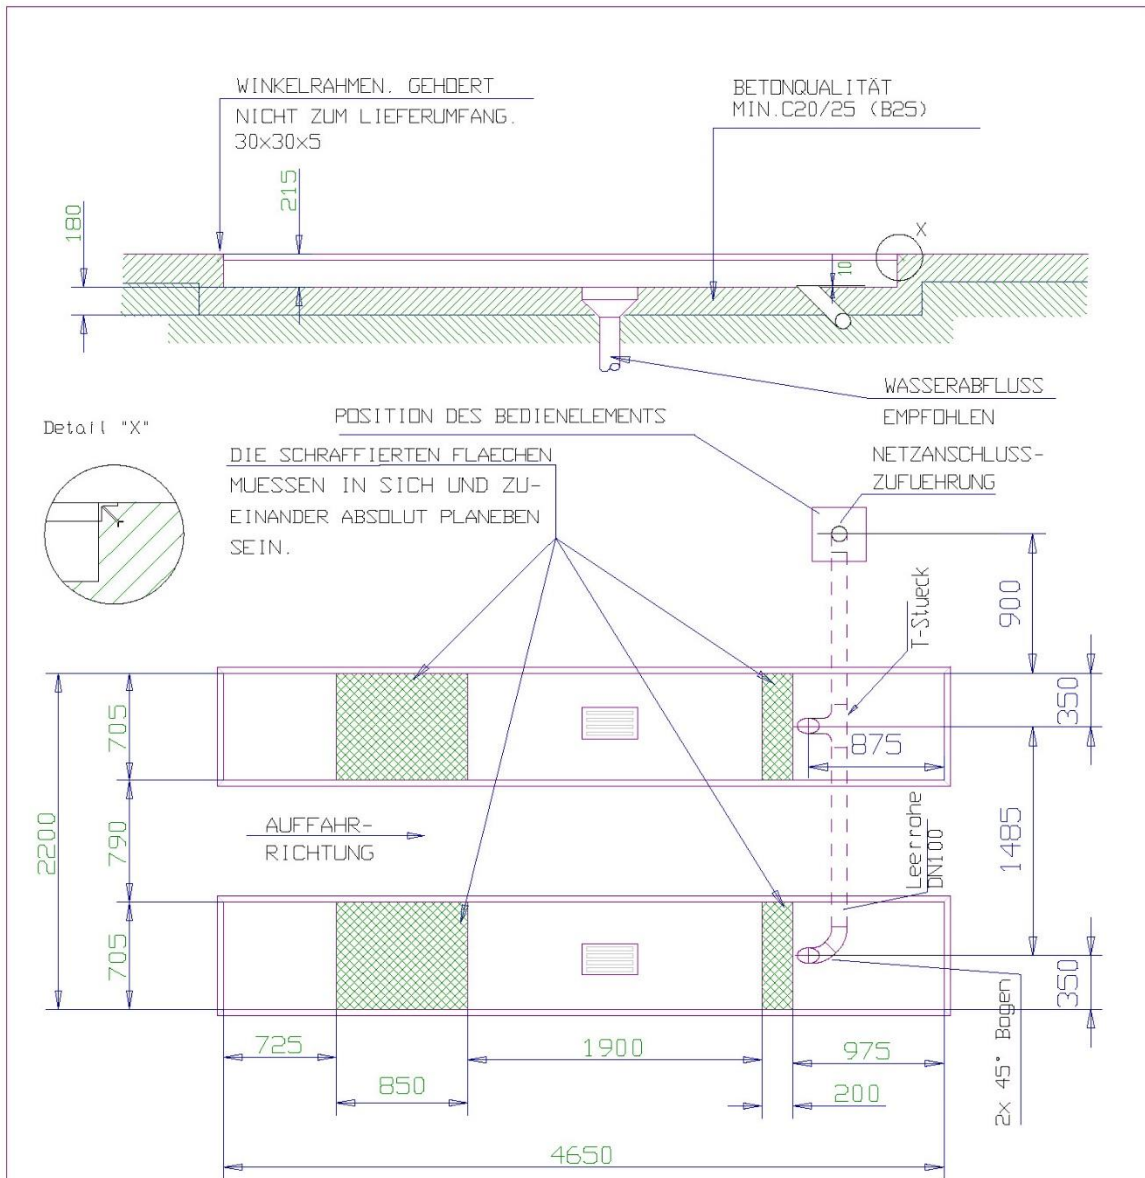 WINKELRAHMEN. GEHOERT
NICHT ZUM LIEFERUMFANG.
30x30x5
BETONQUALITÄT
MIN.C20/25 (B25)
215
180
X
10
WASSERABFLUSS
EMPFOHLEN
POSITION DES BEDIENELEMENTS
Detail "X"
DIE SCHRAFFIERTEN FLAECHEN
MUESSEN IN SICH UND ZU-
EINANDER ABSOLUT PLANEBEN
SEIN.
NETZANSCHLUSS-
ZUFUEHRUNG
900
T-Stueck
350
705
875
2200
790
AUFFAHR-
RICHTUNG
Leerrohe
DN100
1485
705
350
2x 45° Bogen
725
1900
975
850
200
4650